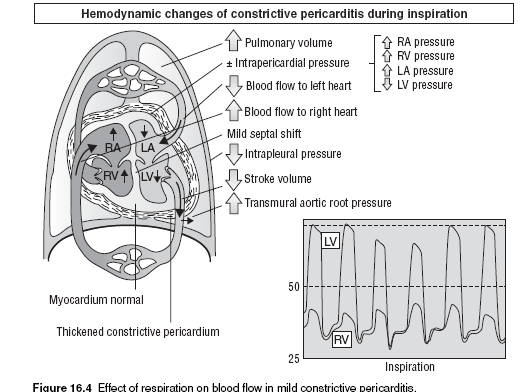 Hemodynamic changes of constrictive pericarditis during inspiration
Pulmonary volume
± Intrapericardial pressure
Blood flow to left heart
Blood flow to right heart
Mild septal shift
Intrapleural pressure
Stroke volume
Transmural aortic root pressure
RA pressure
RV pressure
LA pressure
LV pressure
RA
LA
RV
LV
Myocardium normal
Thickened constrictive pericardium
LV
50
RV
25
Inspiration
Figure 16.4 Effect of respiration on blood flow in mild constrictive pericarditis.